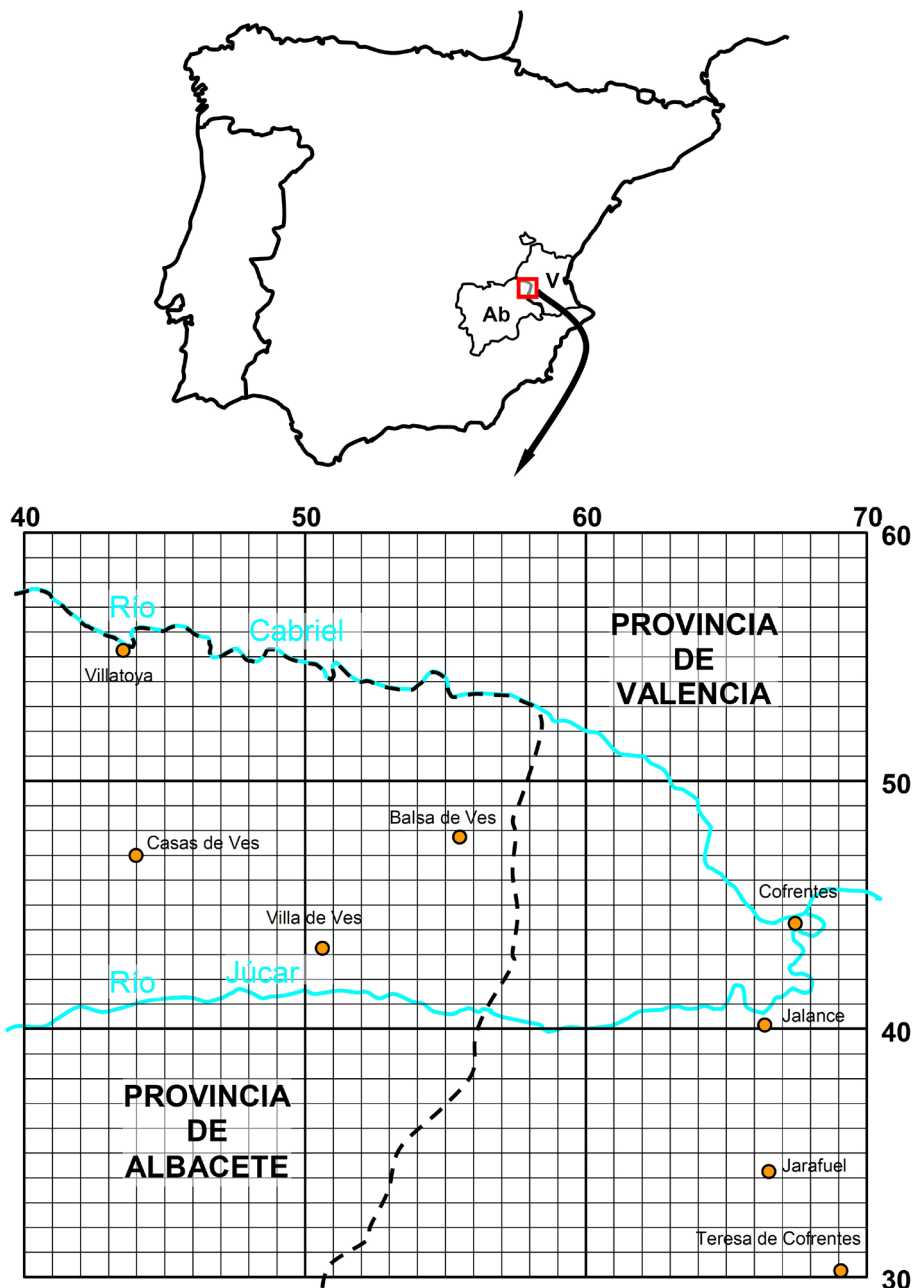 V
Ab
40 50 60 70
60
Río
Cabriel
PROVINCIA
DE
VALENCIA
Villatoya
50
Balsa de Ves
Casas de Ves
Cofrentes
Villa de Ves
Río
Júcar
Jalance
40
PROVINCIA
DE
ALBACETE
Jarafuel
Teresa de Cofrentes
30